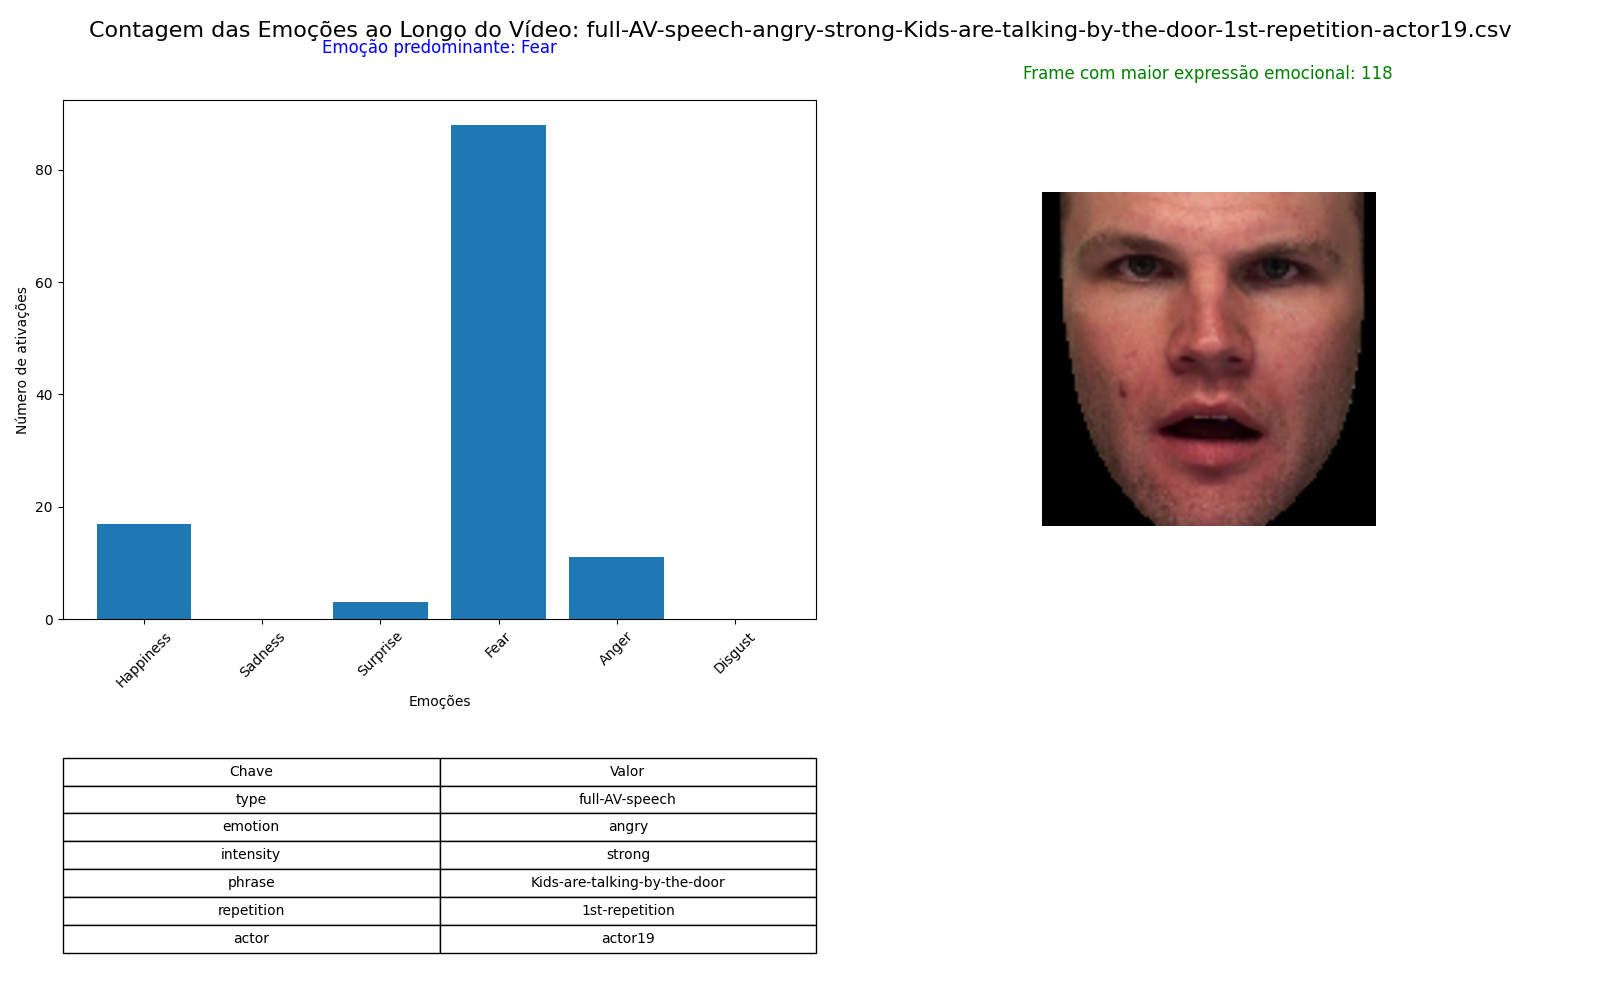 Contagem das Emoções ao Longo do Vídeo: full-AV-speech-angry-strong-Kids-are-talking-by-the-door-1st-repetition-actor19.csv
Emoção predominante: Fear
Frame com maior expressão emocional: 118
80
60
40
20
0
Número de ativações
Happiness
Sadness
Surprise
Fear
Anger
Disgust
Emoções
Chave Valor
type full-AV-speech
emotion angry
intensity strong
phrase Kids-are-talking-by-the-door
repetition 1st-repetition
actor actor19